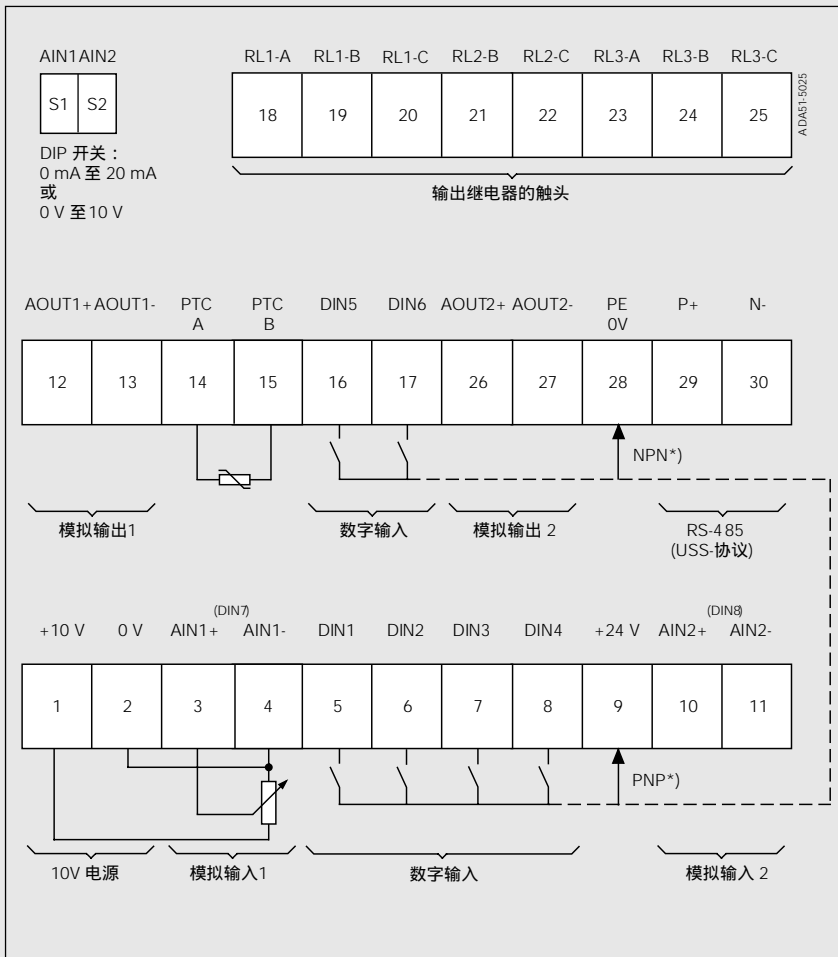 AIN1 AIN2
RL1-A RL1-B RL1-C RL2-B RL2-C RL3-A RL3-B RL3-C
S1 S2
18 19 20 21 22 23 24 25
A DA51-5025
DIP 开关：
0 mA 至 20 mA
或
0 V 至10 V
输出继电器的触头
AOUT1+ AOUT1- PTC A PTC B DIN5 DIN6 AOUT2+ AOUT2- PE 0V P+ N-
12 13 14 15 16 17 26 27 28 29 30
NPN*)
模拟输出1 数字输入 模拟输出 2 RS-485
(USS-协议)
(DIN7) (DIN8)
+10 V 0 V AIN1+ AIN1- DIN1 DIN2 DIN3 DIN4 +24 V AIN2+ AIN2-
1 2 3 4 5 6 7 8 9 10 11
PNP*)
10V 电源 模拟输入1 数字输入 模拟输入 2